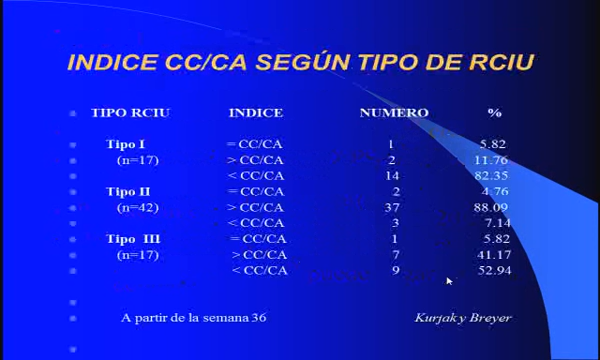 INDICE CC/CA SEGÚN TIPO DE RCIU
TIPO RCIU INDICE NUMERO %
Tipo I = CC/CA 1 5.82
(n=17) > CC/CA 2 11.76
< CC/CA 14 82.35
Tipo II = CC/CA 2 4.76
(n=42) > CC/CA 37 88.09
< CC/CA 3 7.14
Tipo III = CC/CA 1 5.82
(n=17) > CC/CA 7 41.17
< CC/CA 9 52.94
A partir de la semana 36 Kurjak y Breyer